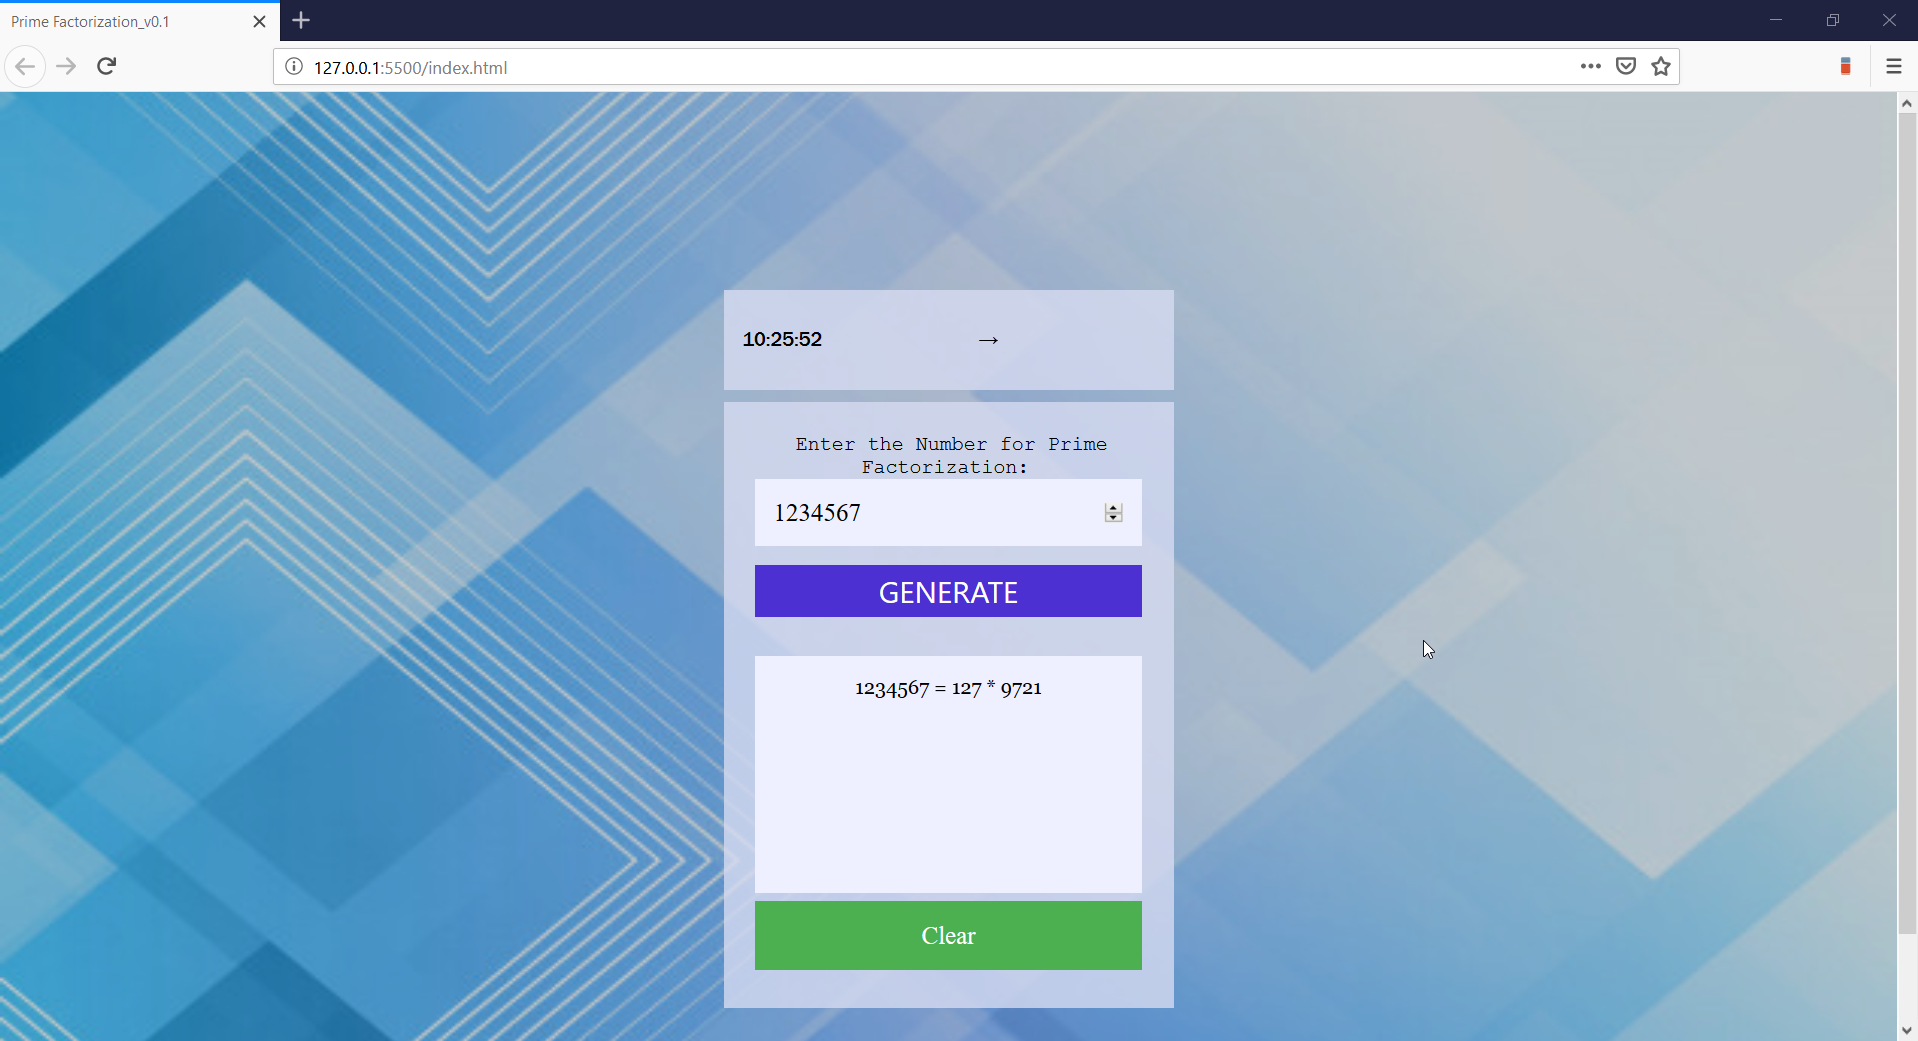 Prime Factorization_v0.1
127.0.0.1:5500/index.html
10:25:52 →
Enter the Number for Prime
Factorization:
1234567
GENERATE
1234567 = 127 * 9721
Clear